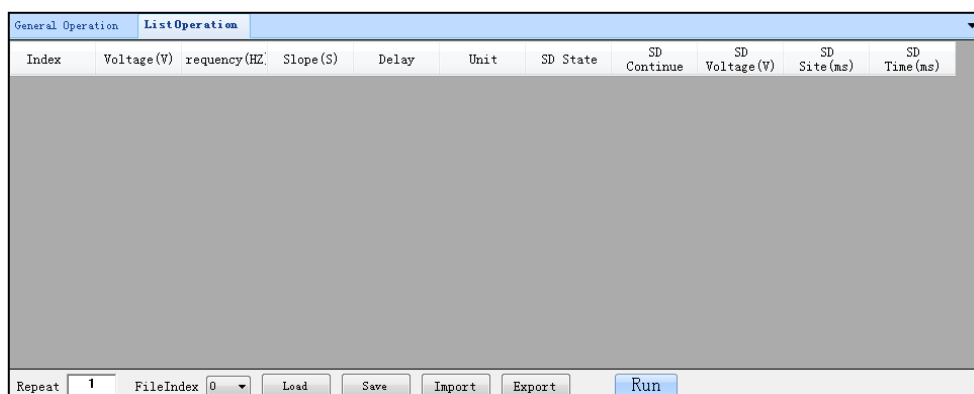 General Operation ListOperation
Index Voltage(V) requency(HZ Slope(S) Delay Unit SD State SD Continue SD Voltage(V) SD Site(ms) SD Time(ms)
Repeat 1 FileIndex 0 Load Save Import Export Run